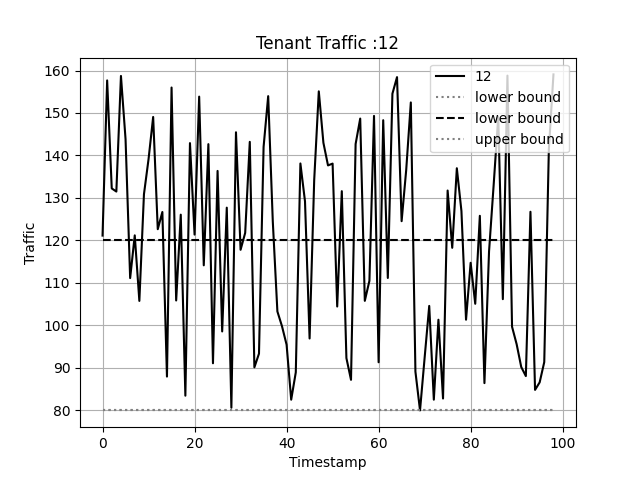 Tenant Traffic :12
12
lower bound
lower bound
upper bound
160
150
140
130
120
110
100
90
80
Traffic
0 20 40 60 80 100
Timestamp